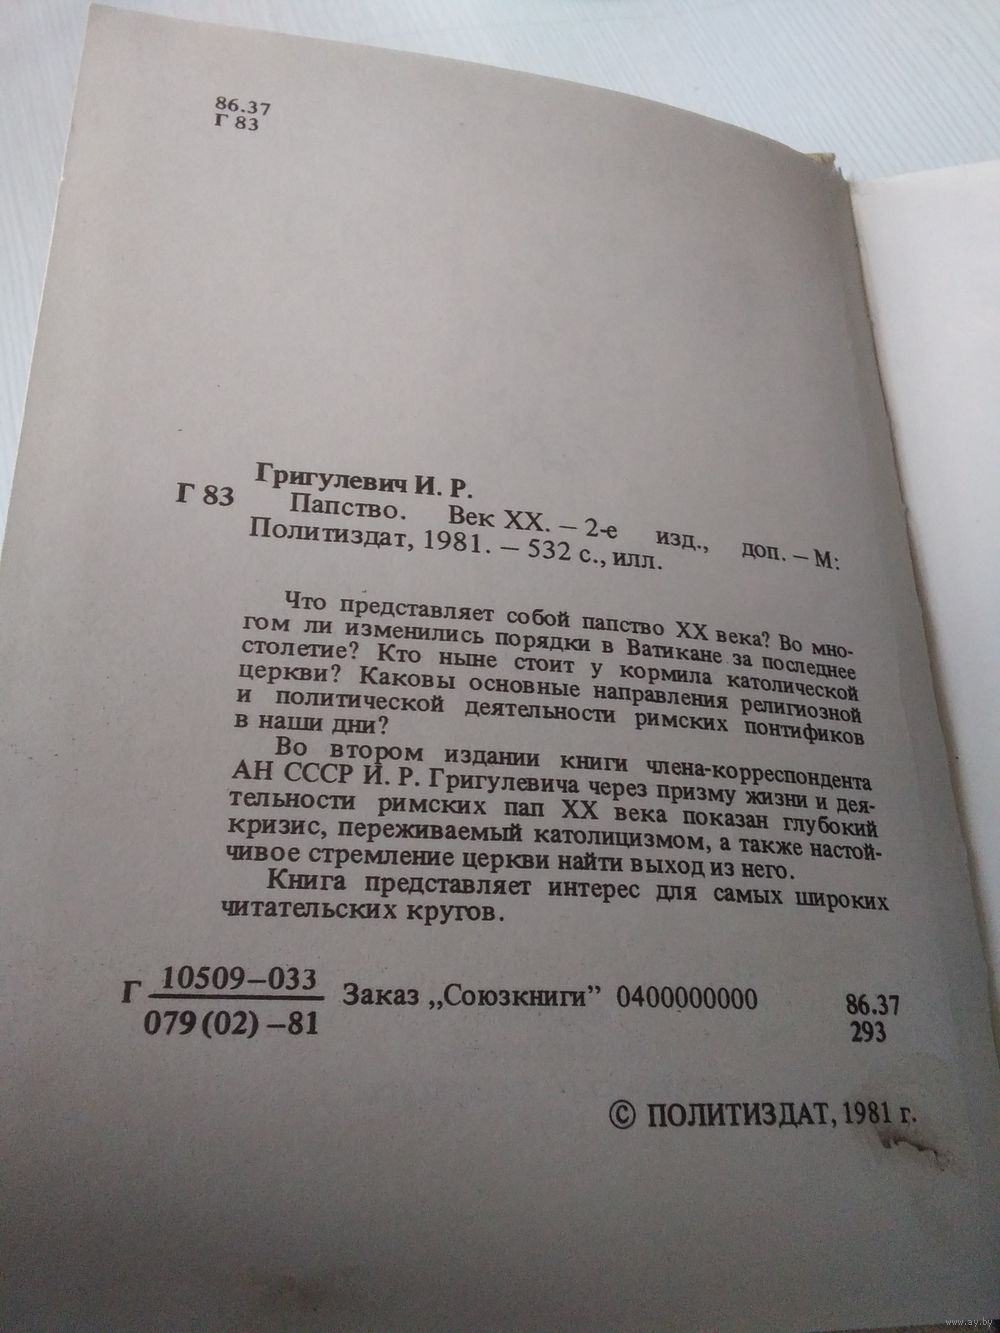 86.37
Г 83
Григулевич И. Р.
Г 83 Папство. Век XX. — 2-е изд., доп. — М:
Политиздат, 1981. — 532 с., илл.
Что представляет собой папство XX века? Во мно-
гом ли изменились порядки в Ватикане за последнее
столетие? Кто ныне стоит у кормила католической
церкви? Каковы основные направления религиозной
и политической деятельности римских понтификов
в наши дни?
Во втором издании книги члена-корреспондента
АН СССР И. Р. Григулевича через призму жизни и дея-
тельности римских пап XX века показан глубокий
кризис, переживаемый католицизмом, а также настой-
чивое стремление церкви найти выход из него.
Книга представляет интерес для самых широких
читательских кругов.
Г 10509—033
079(02)—81
Заказ „Союзкниги” 0400000000
86.37
293
© ПОЛИТИЗДАТ, 1981 г.
www.ay.by